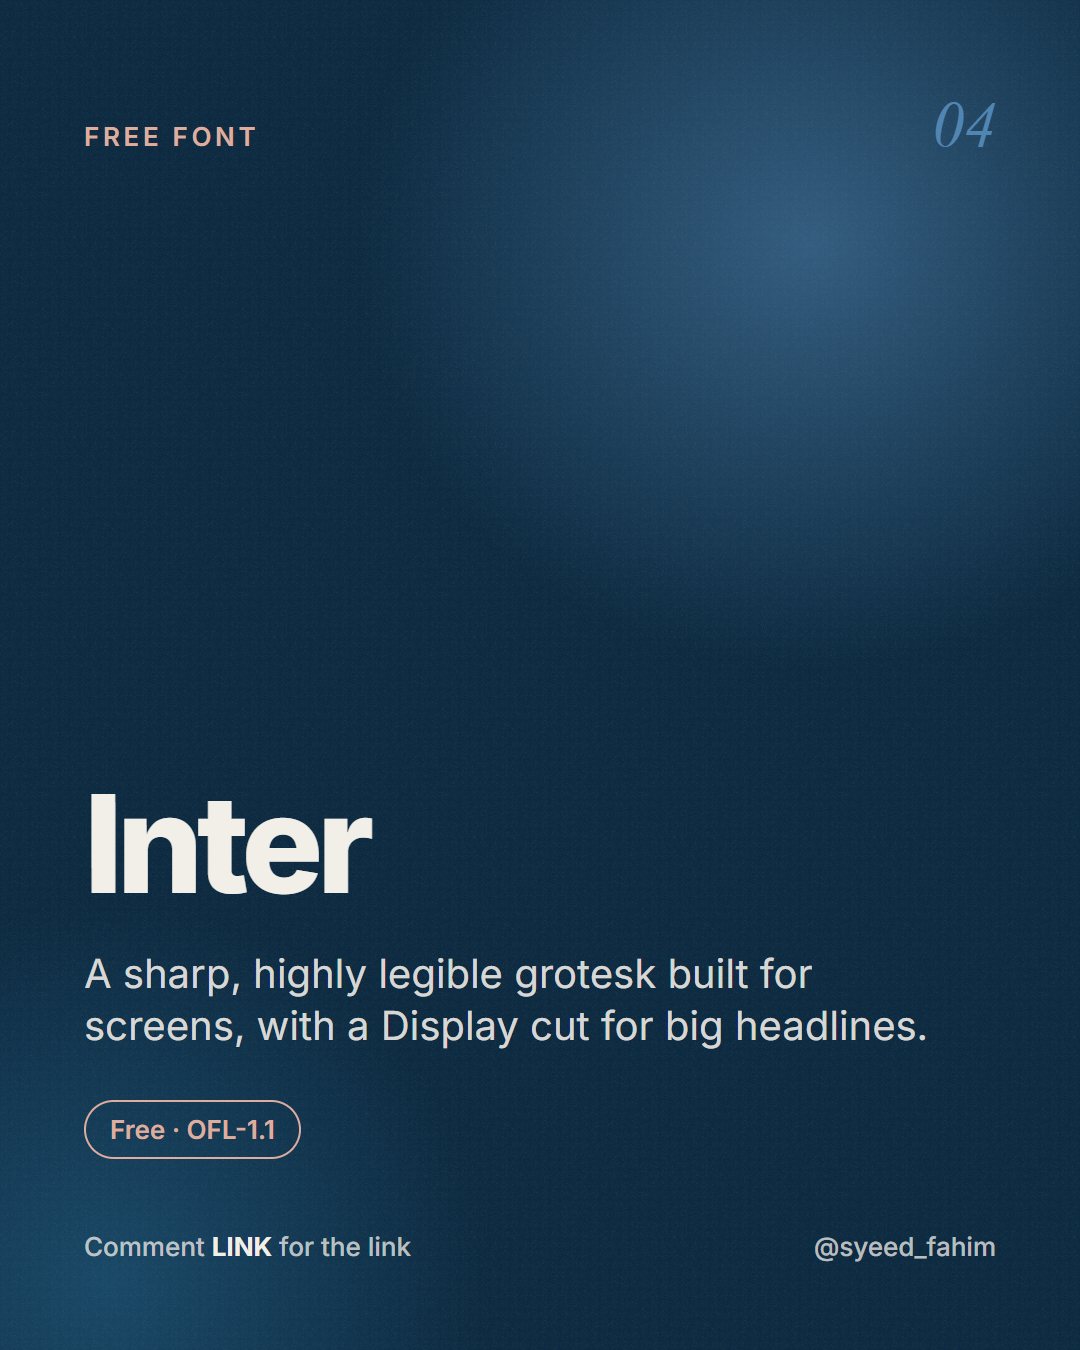 FREE FONT
04
Inter
A sharp, highly legible grotesk built for
screens, with a Display cut for big headlines.
Free · OFL-1.1
Comment LINK for the link
@syeed_fahim